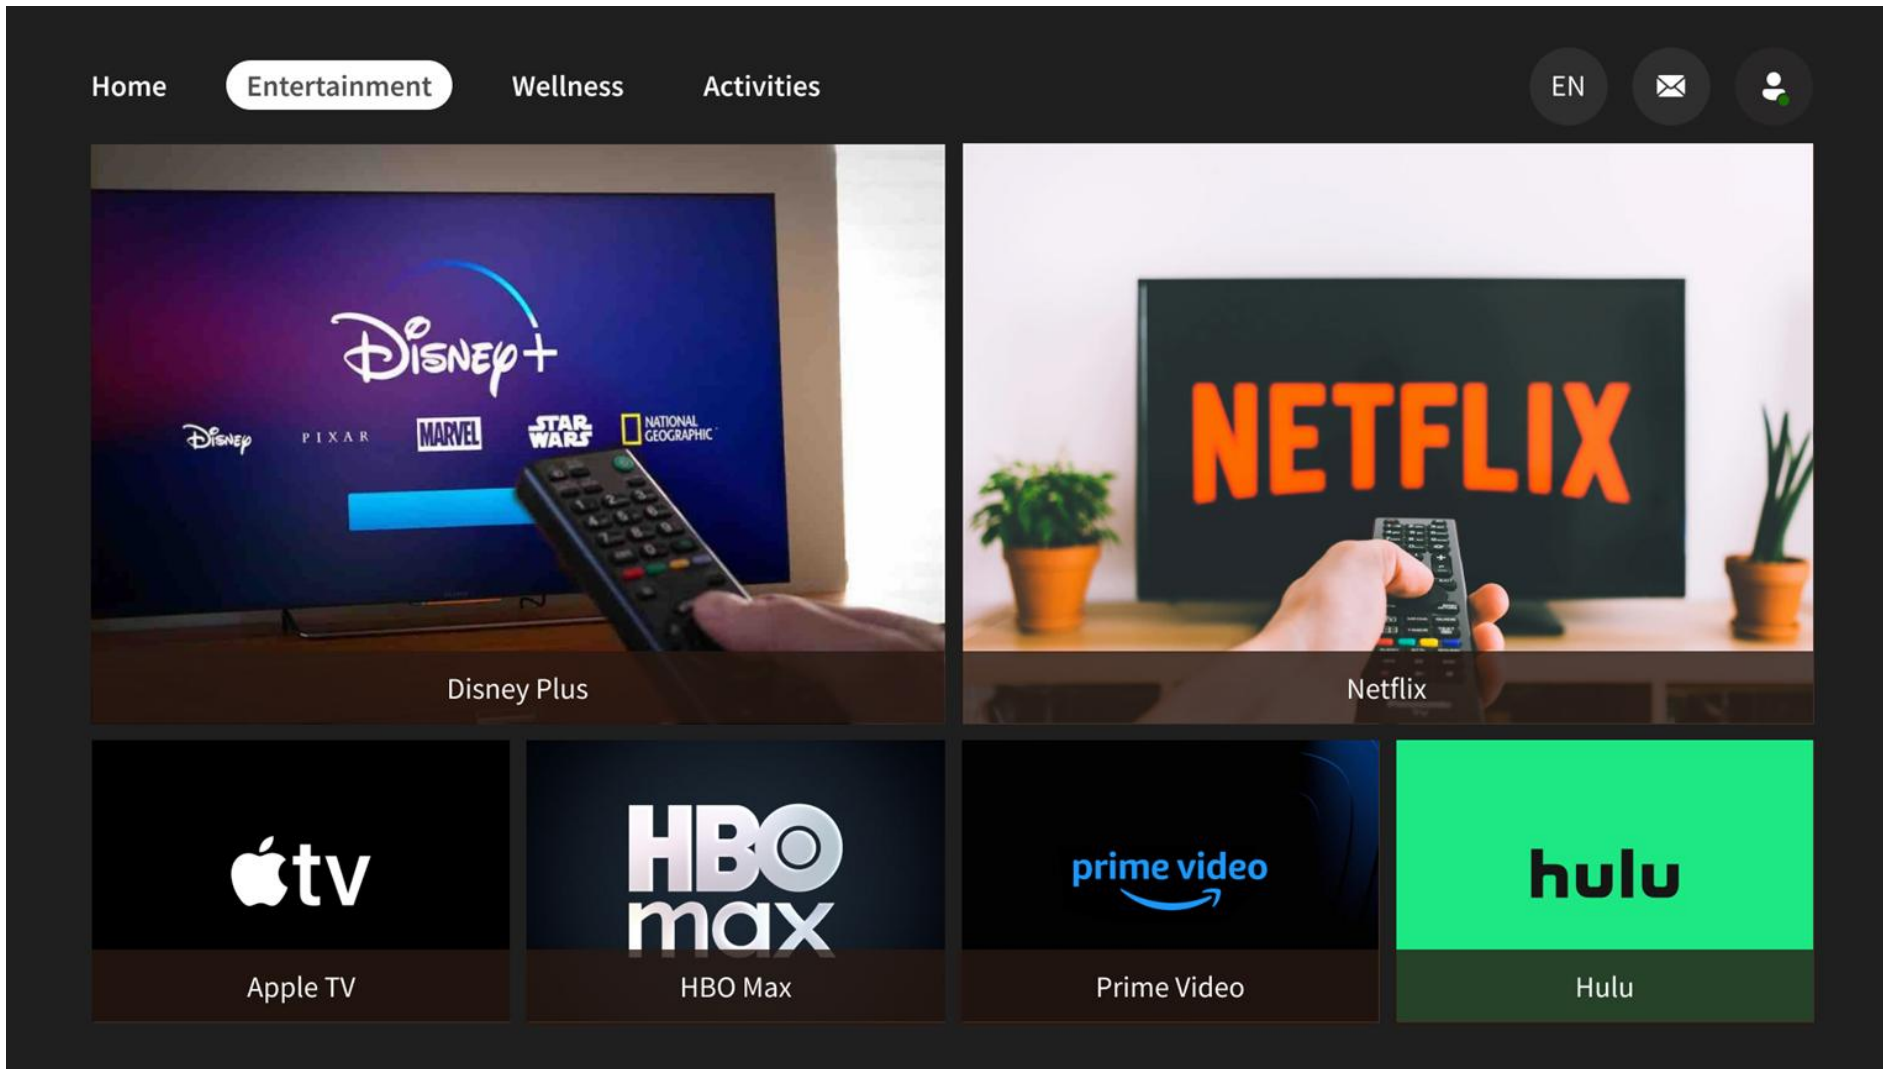 Home
Entertainment
Wellness
Activities
EN
Disney+
Disney
PIXAR
MARVEL
STAR
WARS
NATIONAL
GEOGRAPHIC
Disney Plus
NETFLIX
Netflix
tv
Apple TV
HBO
max
HBO Max
prime video
Prime Video
hulu
Hulu